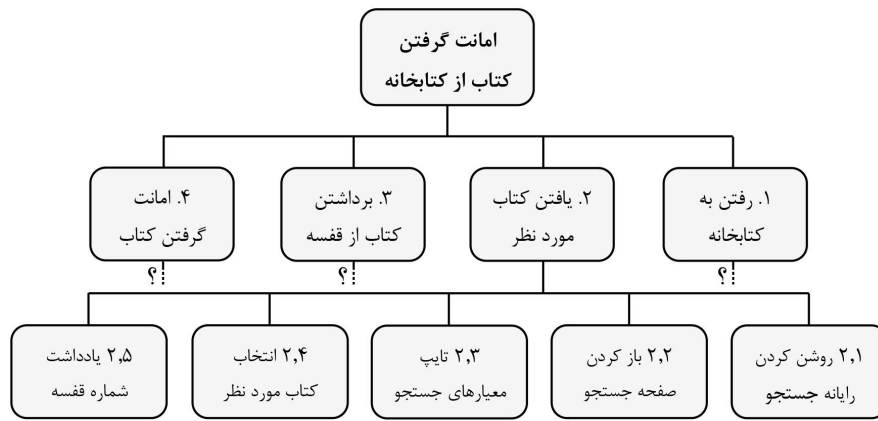 امانت گرفتن
کتاب از کتابخانه
۱. رفتن به
کتابخانه
۲. یافتن کتاب
مورد نظر
۳. برداشتن
کتاب از قفسه
۴. امانت
گرفتن کتاب
؟
؟
؟
۲,۱ روشن کردن
رایانه جستجو
۲,۲ باز کردن
صفحه جستجو
۲,۳ تایپ
معیارهای جستجو
۲,۴ انتخاب
کتاب مورد نظر
۲,۵ یادداشت
شماره قفسه